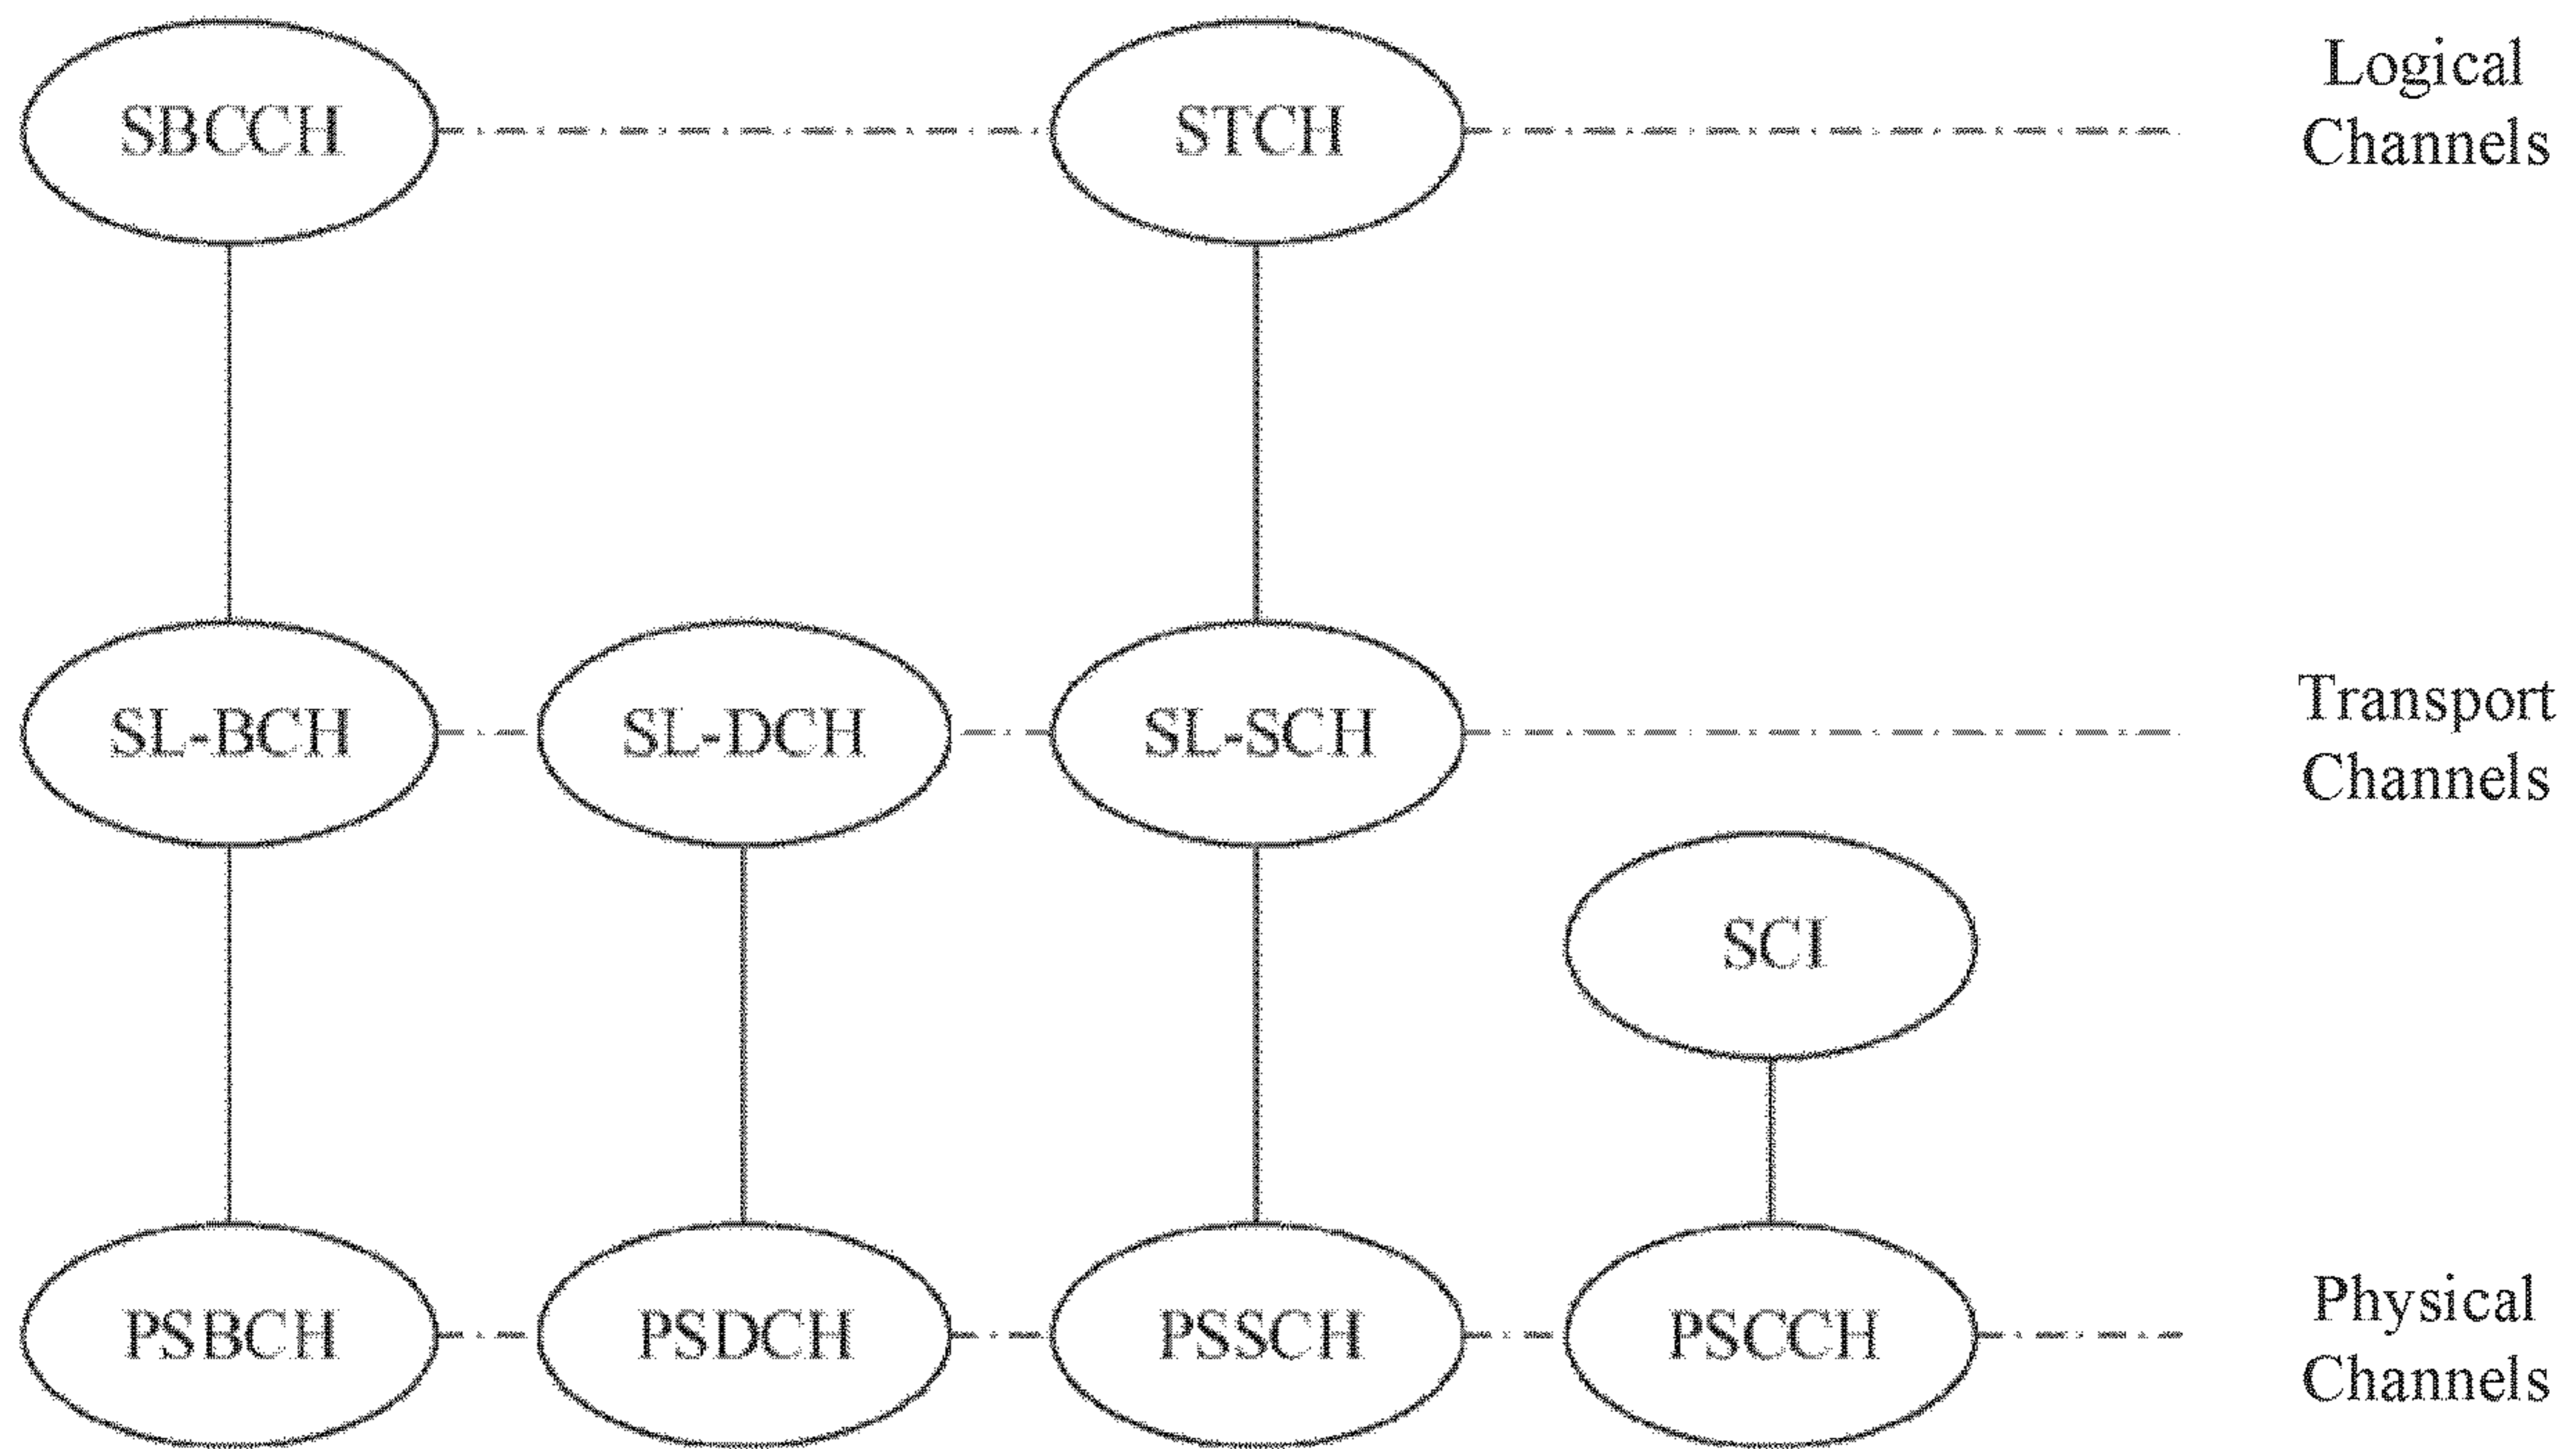 SBCCH
STCH
Logical
Channels
SL-BCH
SL-DCH
SL-SCH
Transport
Channels
SCI
PSBCH
PSDCH
PSSCH
PSCCH
Physical
Channels